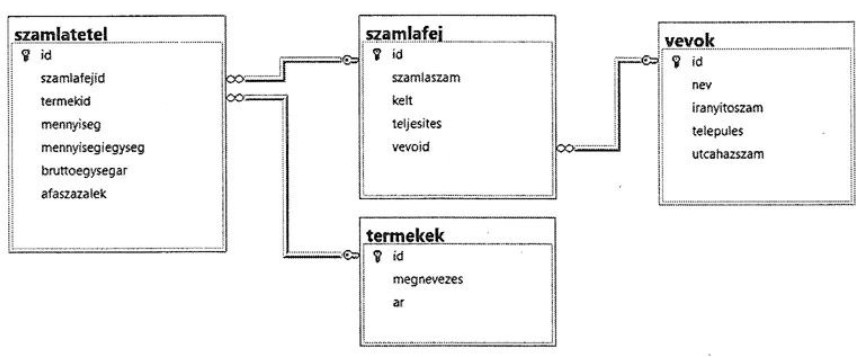 szamlatetel
id
szamlafejid
termekid
mennyiseg
mennyisegiegyseg
bruttoegysegar
afaszazalek
szamlafej
id
szamlaszam
kelt
teljesites
vevoid
vevok
id
nev
iranyitoszam
telepules
utcahazszam
termekek
id
megnevezes
ar